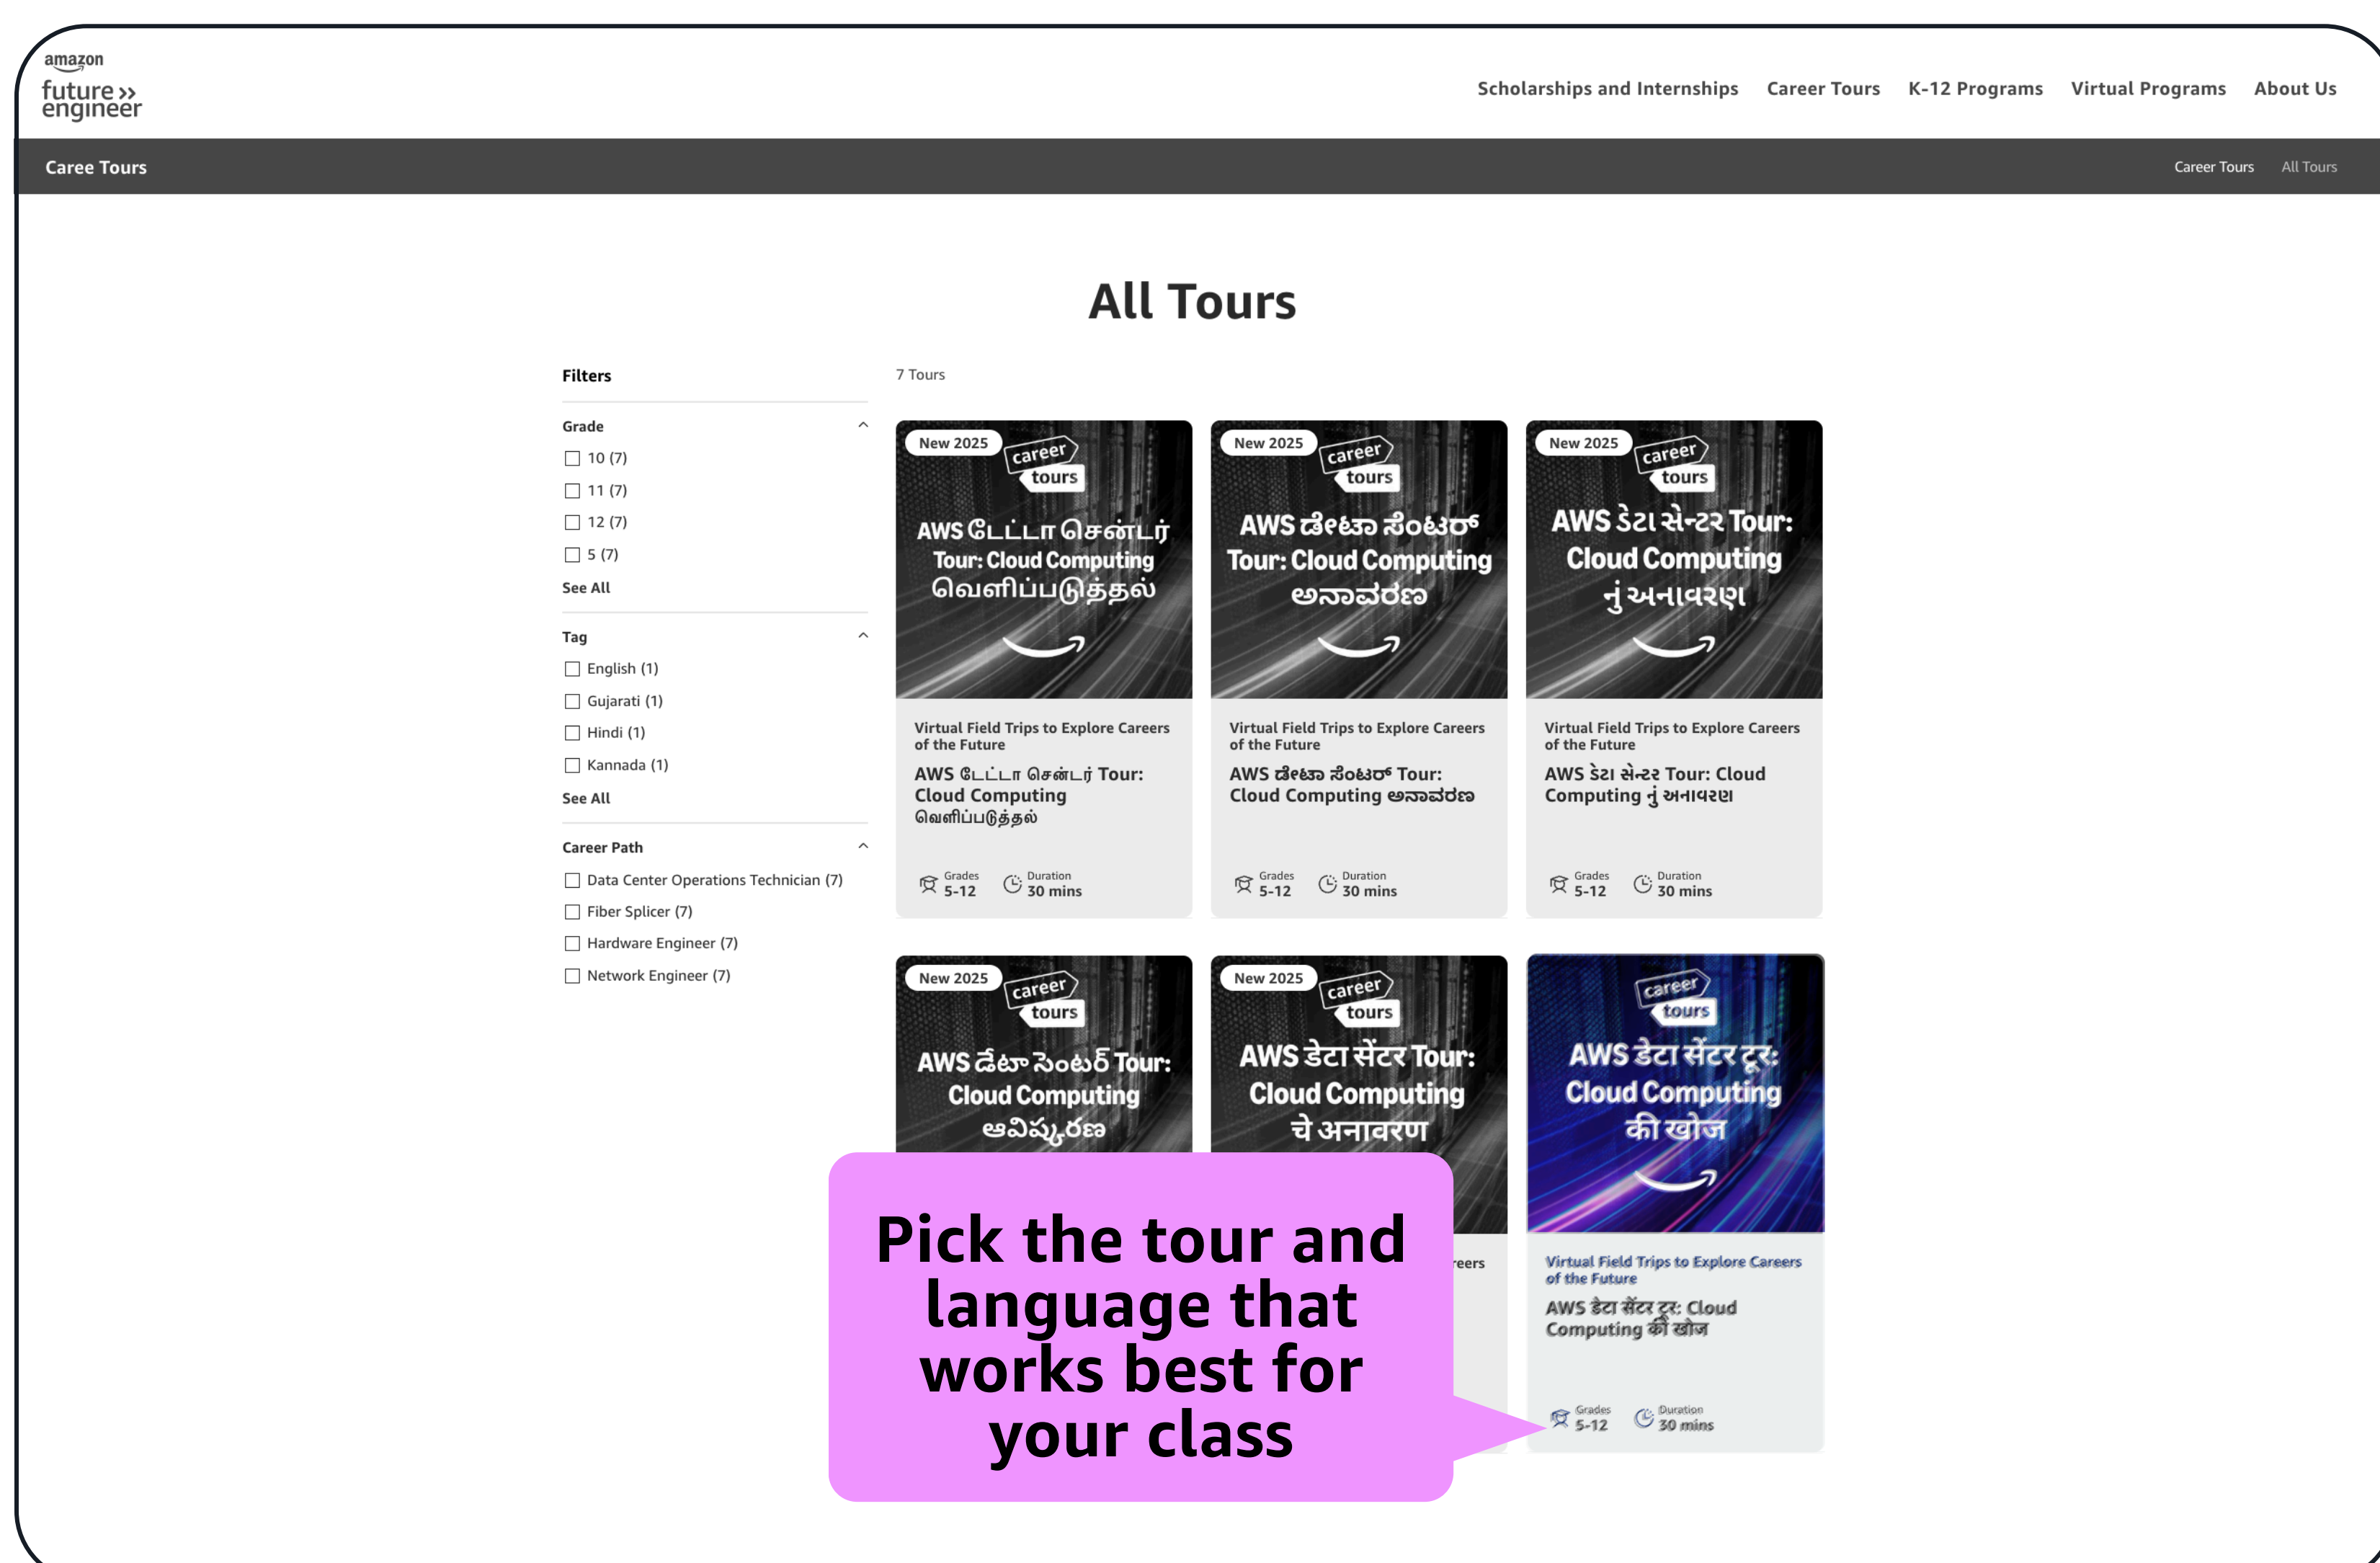 amazon
future »
engineer
Scholarships and Internships Career Tours K-12 Programs Virtual Programs About Us
Caree Tours
Career Tours All Tours
All Tours
Filters
Grade
10 (7)
11 (7)
12 (7)
5 (7)
See All
Tag
English (1)
Gujarati (1)
Hindi (1)
Kannada (1)
See All
Career Path
Data Center Operations Technician (7)
Fiber Splicer (7)
Hardware Engineer (7)
Network Engineer (7)
7 Tours
New 2025
career
tours
AWS டேட்டா சென்டர்
Tour: Cloud Computing
வெளிப்படுத்தல்
Virtual Field Trips to Explore Careers
of the Future
AWS டேட்டா சென்டர் Tour:
Cloud Computing
வெளிப்படுத்தல்
Grades
5-12
Duration
30 mins
New 2025
career
tours
AWS ಡೇಟಾ ಸೆಂಟರ್
Tour: Cloud Computing
ಅನಾವರಣ
Virtual Field Trips to Explore Careers
of the Future
AWS ಡೇಟಾ ಸೆಂಟರ್ Tour:
Cloud Computing ಅನಾವರಣ
Grades
5-12
Duration
30 mins
New 2025
career
tours
AWS ડેટા સેન્ટર Tour:
Cloud Computing
નું અનાવરણ
Virtual Field Trips to Explore Careers
of the Future
AWS ડેટા સેન્ટર Tour: Cloud
Computing નું અનાવરણ
Grades
5-12
Duration
30 mins
New 2025
career
tours
AWS డేటా సెంటర్ Tour:
Cloud Computing
ఆవిష్కరణ
New 2025
career
tours
AWS डेटा सेंटर Tour:
Cloud Computing
चे अनावरण
reers
career
tours
AWS डेटा सेंटर टूर:
Cloud Computing
की खोज
Virtual Field Trips to Explore Careers
of the Future
AWS डेटा सेंटर टूर: Cloud
Computing की खोज
Grades
5-12
Duration
30 mins
Pick the tour and
language that
works best for
your class